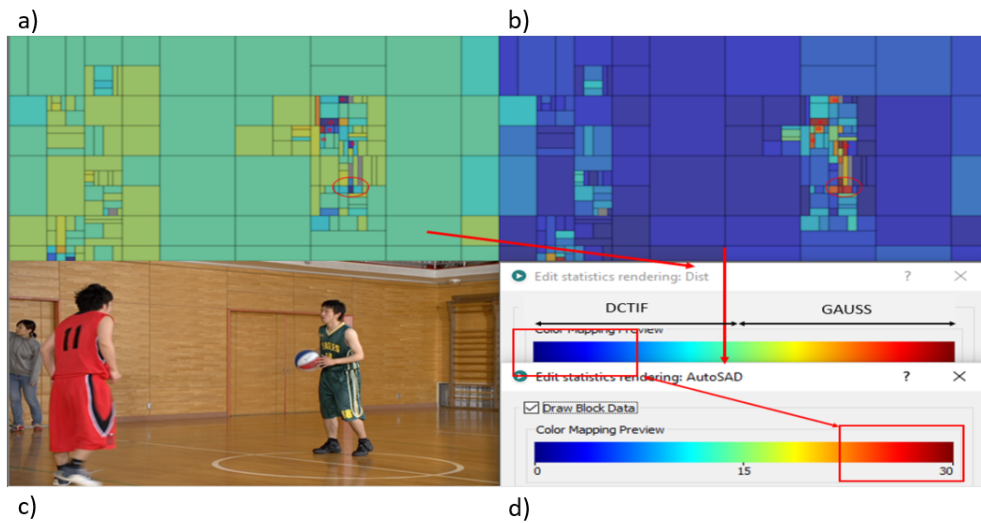 a)
b)
Edit statistics rendering: Dist ?
DCTIF GAUSS
Color Mapping Preview
Edit statistics rendering: AutoSAD ?
Draw Block Data
Color Mapping Preview
0 15 30
11
c)
d)